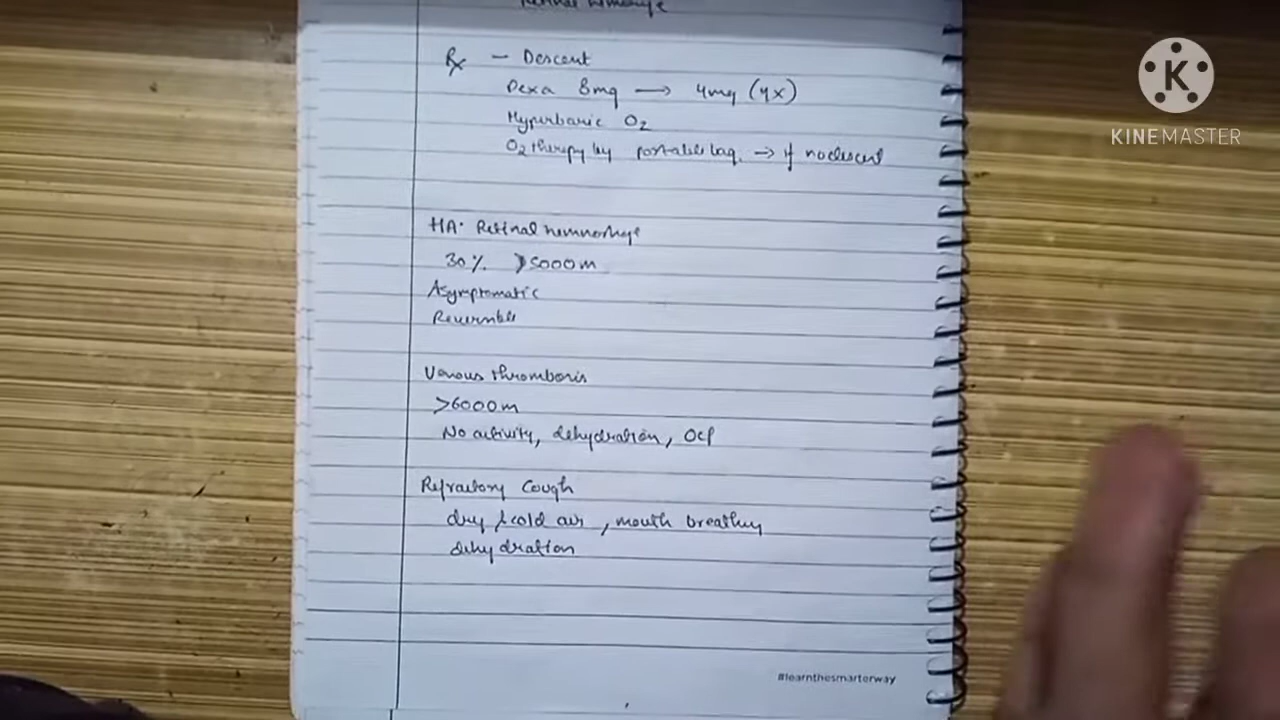 Retinal hemorrhage
Rx – Descent
Dexa 8mg → 4mg (4x)
Hyperbaric O2
O2 therapy by portable bag → if no descent
HA. Retinal hemnorhage
30% >5000m
Asymptomatic
Reversible
Venous thrombosis
>6000m
No activity, dehydration, OCP
Refractory Cough
dry & cold air, mouth breathing
dehydration
#learnthesmarterway
K
KINEMASTER